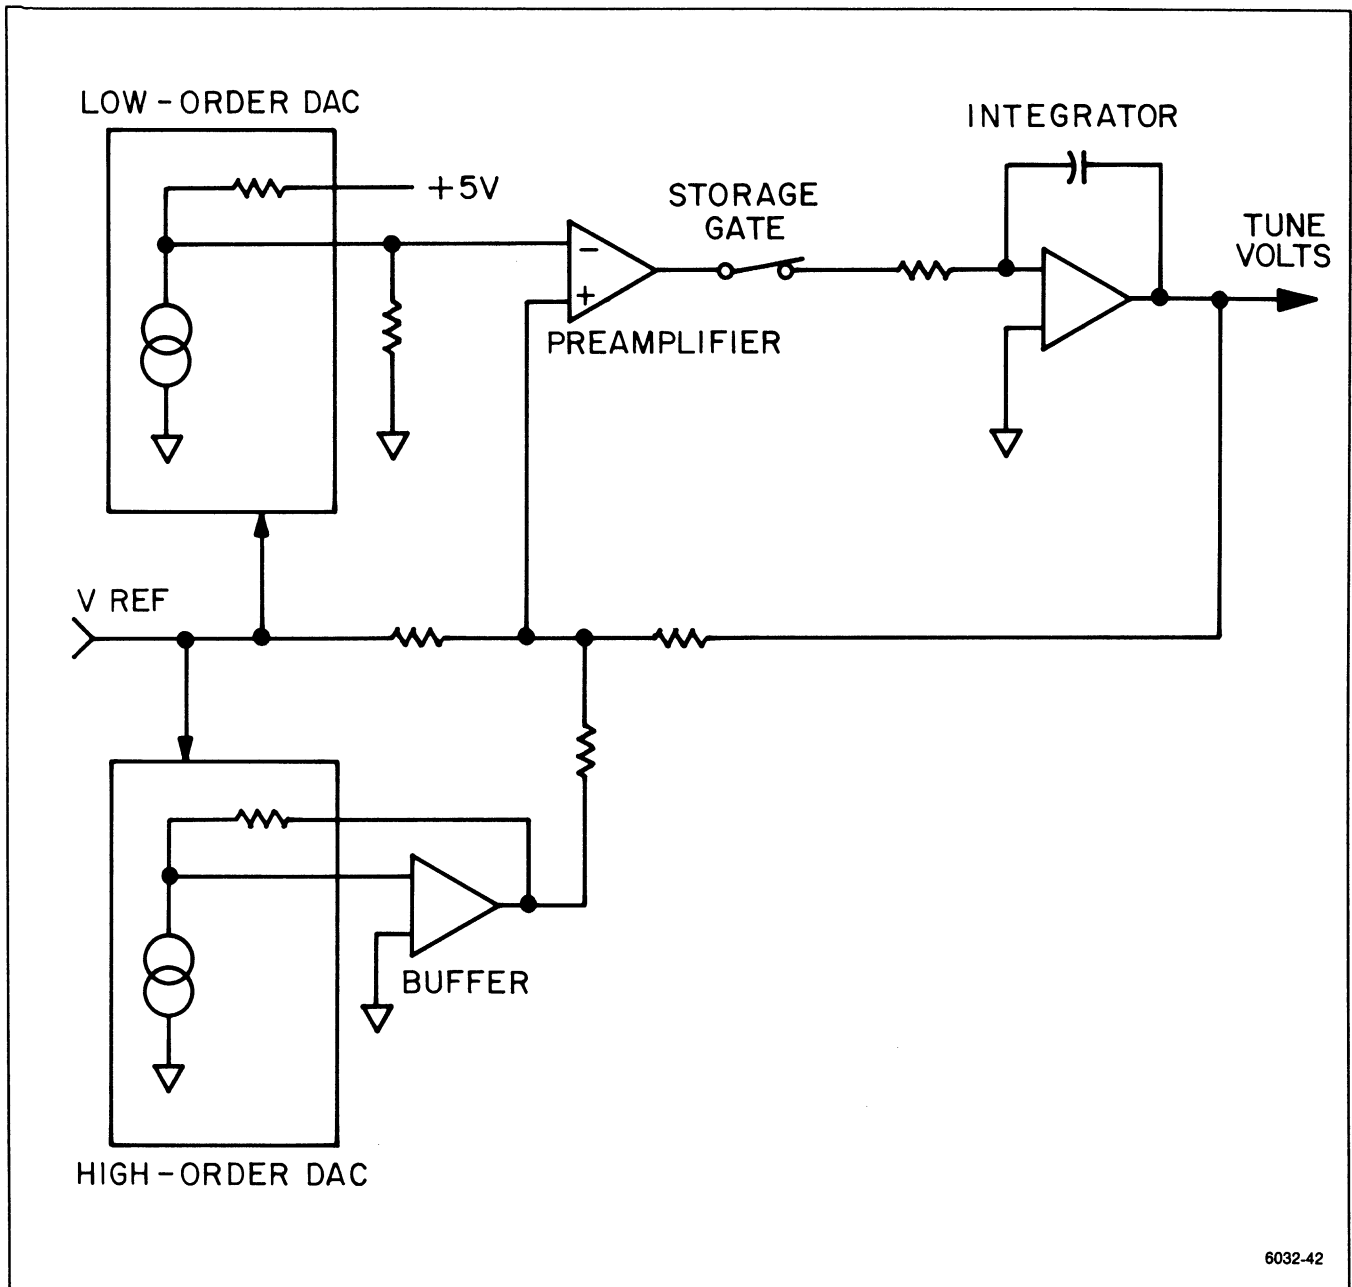 LOW-ORDER DAC
INTEGRATOR
+5V
STORAGE
GATE
TUNE
VOLTS
−
+
PREAMPLIFIER
V REF
BUFFER
HIGH-ORDER DAC
6032-42